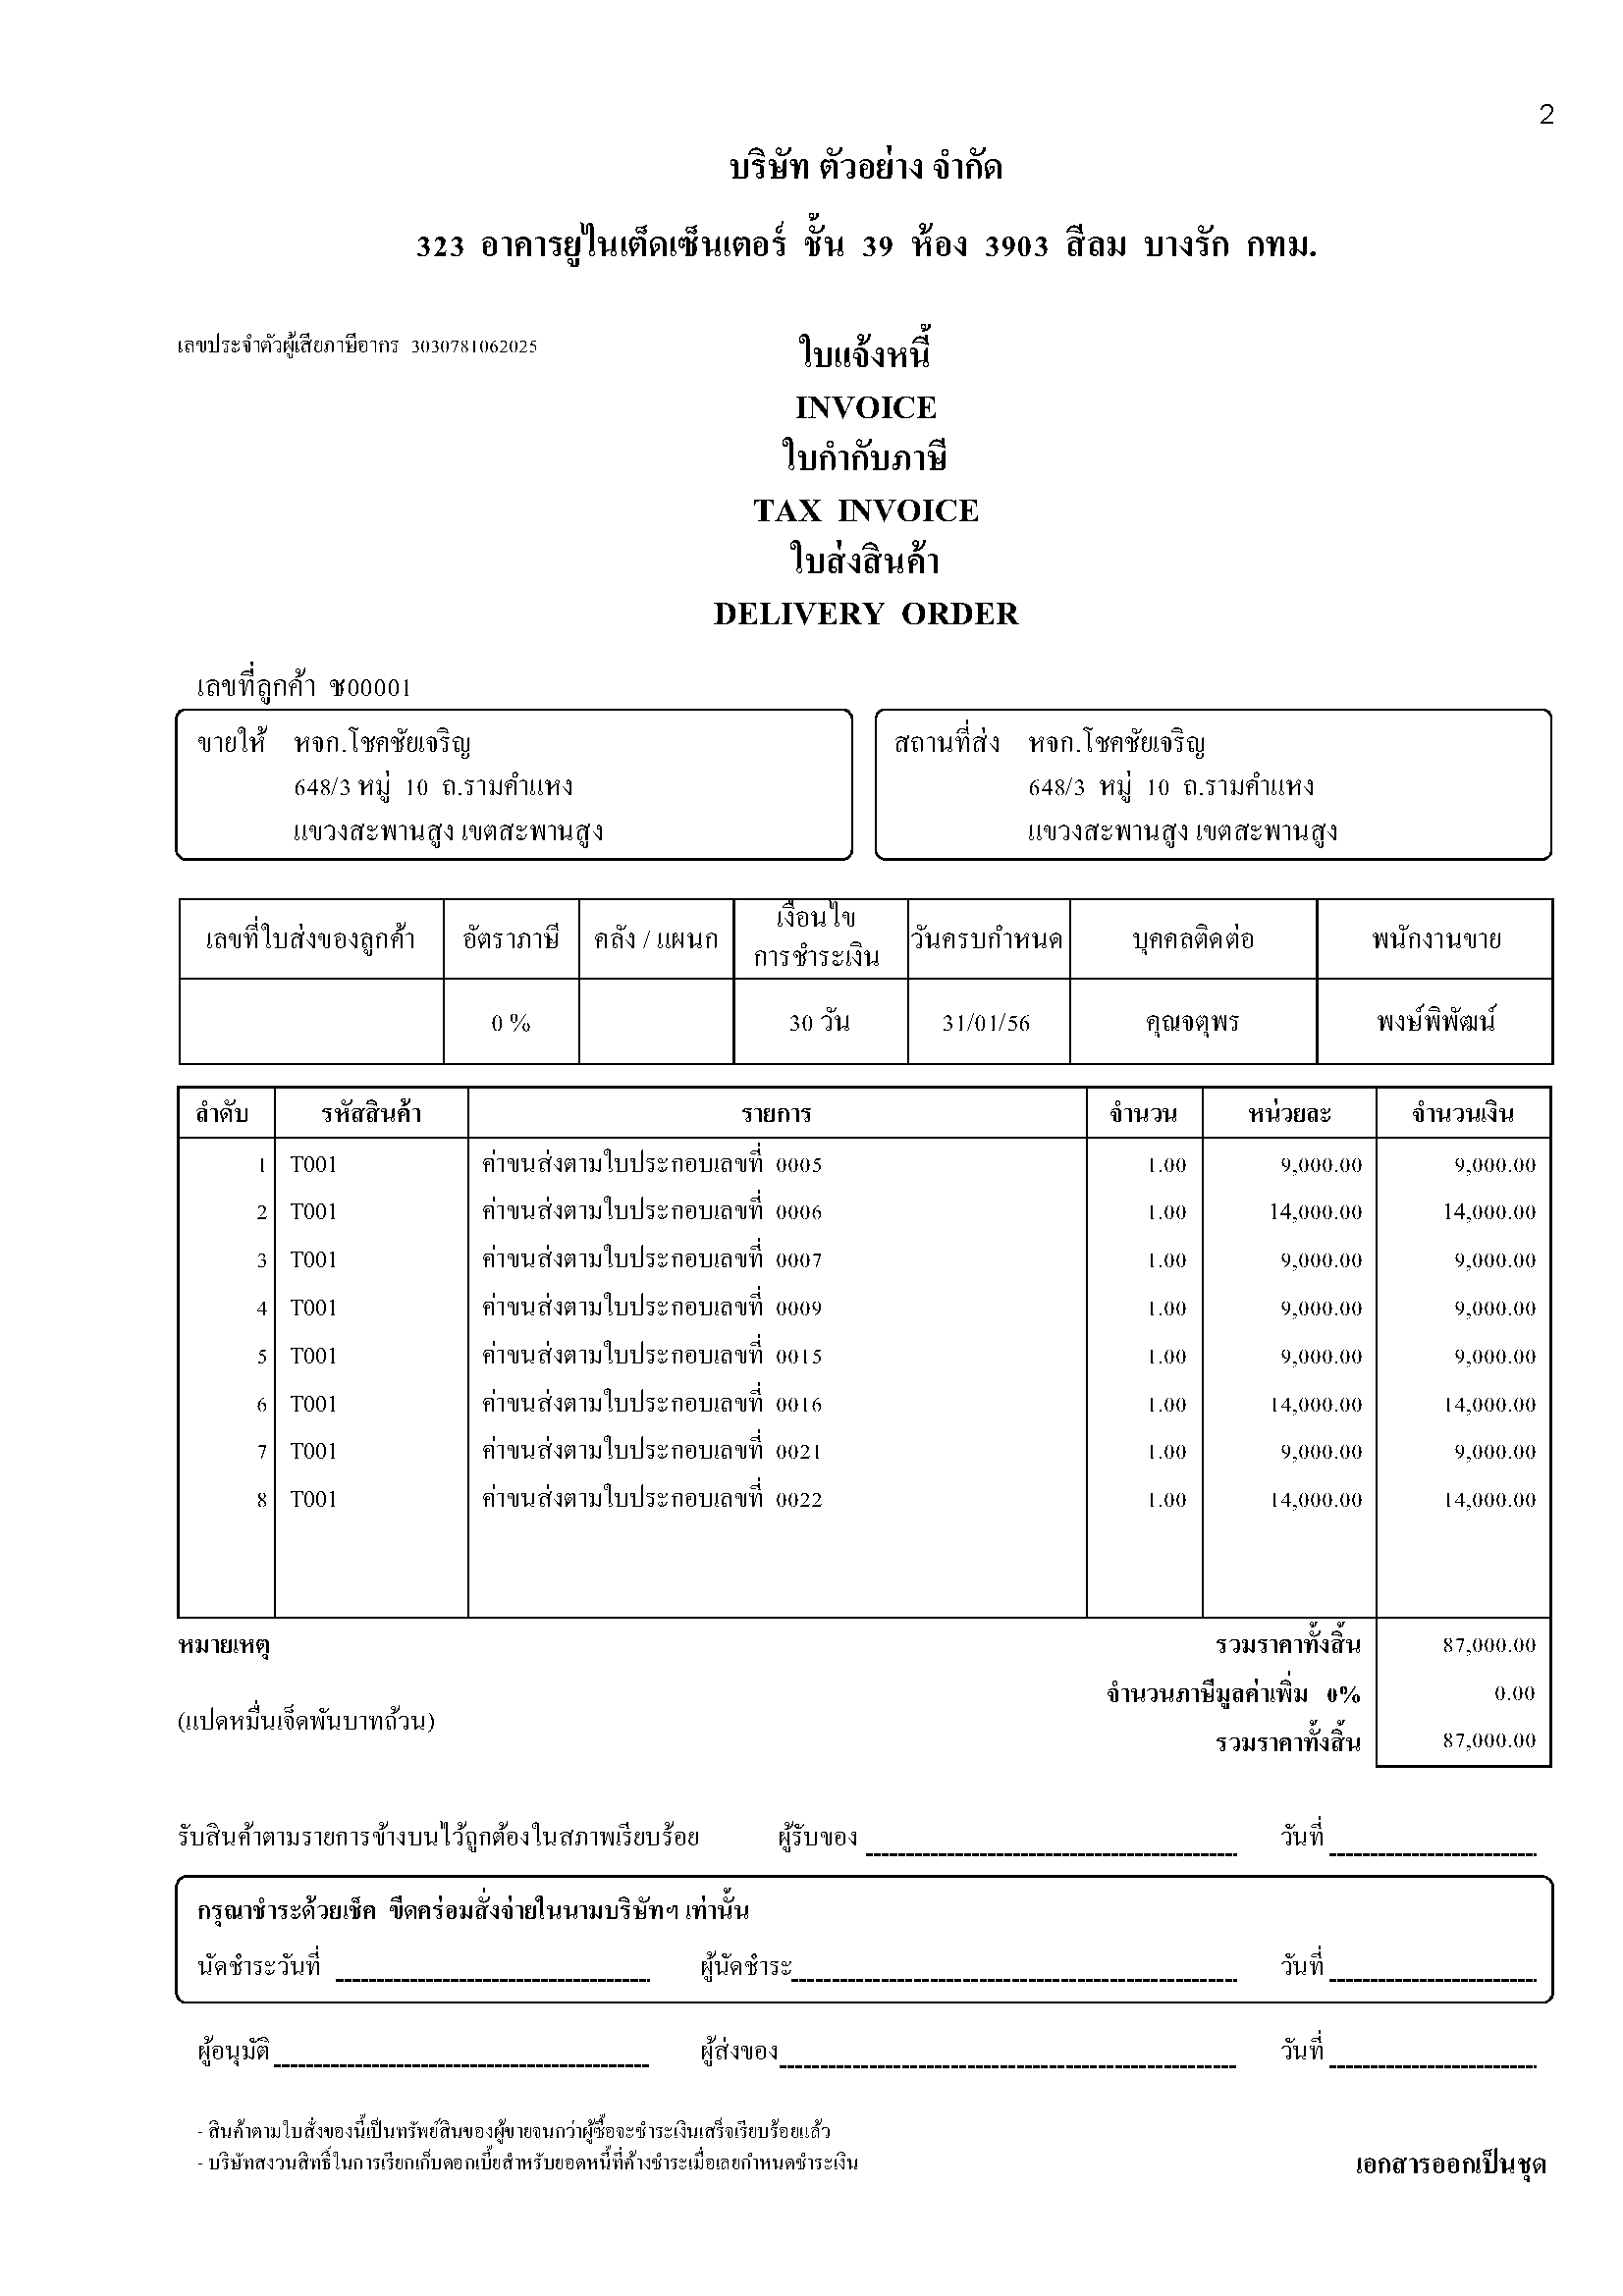 2
บริษัท ตัวอย่าง จำกัด
323 อาคารยูไนเต็ดเซ็นเตอร์ ชั้น 39 ห้อง 3903 สีลม บางรัก กทม.
เลขประจำตัวผู้เสียภาษีอากร 3030781062025
ใบแจ้งหนี้
INVOICE
ใบกำกับภาษี
TAX INVOICE
ใบส่งสินค้า
DELIVERY ORDER
เลขที่ลูกค้า ช00001
ขายให้ หจก.โชคชัยเจริญ
648/3 หมู่ 10 ถ.รามคำแหง
แขวงสะพานสูง เขตสะพานสูง
สถานที่ส่ง หจก.โชคชัยเจริญ
648/3 หมู่ 10 ถ.รามคำแหง
แขวงสะพานสูง เขตสะพานสูง
เลขที่ใบส่งของลูกค้า อัตราภาษี คลัง / แผนก เงื่อนไขการชำระเงิน วันครบกำหนด บุคคลติดต่อ พนักงานขาย
0 % 30 วัน 31/01/56 คุณจตุพร พงษ์พิพัฒน์
ลำดับ รหัสสินค้า รายการ จำนวน หน่วยละ จำนวนเงิน
1 T001 ค่าขนส่งตามใบประกอบเลขที่ 0005 1.00 9,000.00 9,000.00
2 T001 ค่าขนส่งตามใบประกอบเลขที่ 0006 1.00 14,000.00 14,000.00
3 T001 ค่าขนส่งตามใบประกอบเลขที่ 0007 1.00 9,000.00 9,000.00
4 T001 ค่าขนส่งตามใบประกอบเลขที่ 0009 1.00 9,000.00 9,000.00
5 T001 ค่าขนส่งตามใบประกอบเลขที่ 0015 1.00 9,000.00 9,000.00
6 T001 ค่าขนส่งตามใบประกอบเลขที่ 0016 1.00 14,000.00 14,000.00
7 T001 ค่าขนส่งตามใบประกอบเลขที่ 0021 1.00 9,000.00 9,000.00
8 T001 ค่าขนส่งตามใบประกอบเลขที่ 0022 1.00 14,000.00 14,000.00
หมายเหตุ รวมราคาทั้งสิ้น 87,000.00
จำนวนภาษีมูลค่าเพิ่ม 0% 0.00
(แปดหมื่นเจ็ดพันบาทถ้วน)
รวมราคาทั้งสิ้น 87,000.00
รับสินค้าตามรายการข้างบนไว้ถูกต้องในสภาพเรียบร้อย ผู้รับของ วันที่
กรุณาชำระด้วยเช็ค ขีดคร่อมสั่งจ่ายในนามบริษัทฯ เท่านั้น
นัดชำระวันที่ ผู้นัดชำระ วันที่
ผู้อนุมัติ ผู้ส่งของ วันที่
- สินค้าตามใบสั่งของนี้เป็นทรัพย์สินของผู้ขายจนกว่าผู้ซื้อจะชำระเงินเสร็จเรียบร้อยแล้ว
- บริษัทสงวนสิทธิ์ในการเรียกเก็บดอกเบี้ยสำหรับยอดหนี้ที่ค้างชำระเมื่อเลยกำหนดชำระเงิน
เอกสารออกเป็นชุด